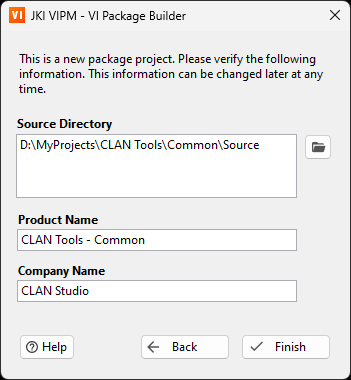 VI JKI VIPM - VI Package Builder
This is a new package project. Please verify the following
information. This information can be changed later at any
time.
Source Directory
D:\MyProjects\CLAN Tools\Common\Source
Product Name
CLAN Tools - Common
Company Name
CLAN Studio
Help Back Finish